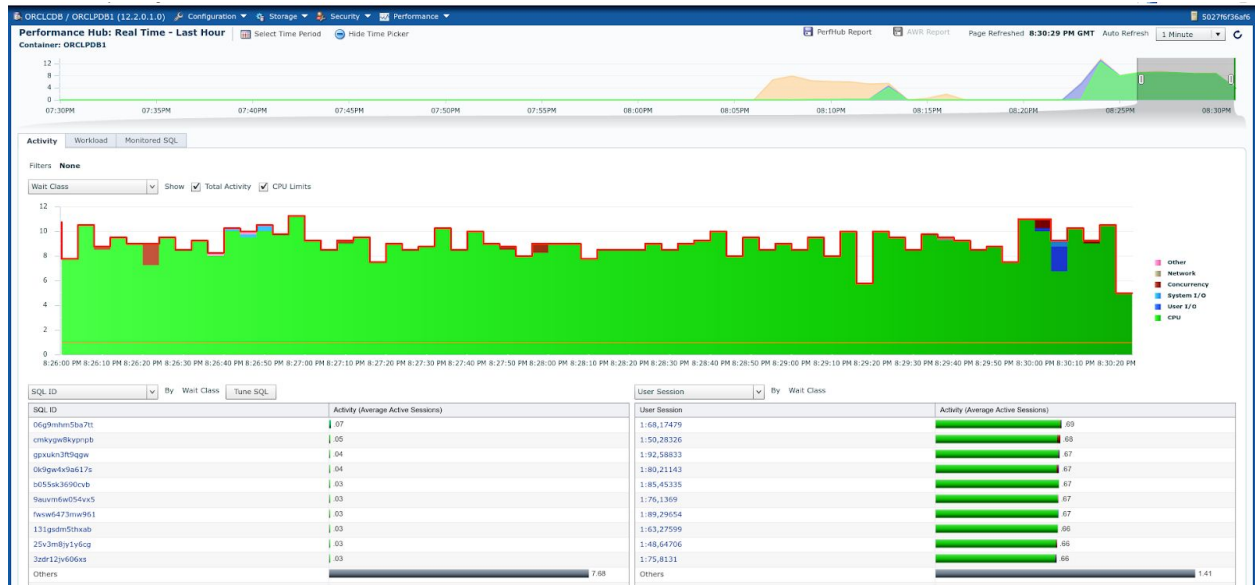 ORCLCDB / ORCLPDB1 (12.2.0.1.0) Configuration Storage Security Performance 5027f6f36af6
Performance Hub: Real Time - Last Hour Select Time Period Hide Time Picker PerfHub Report AWR Report Page Refreshed 8:30:29 PM GMT Auto Refresh 1 Minute
Container: ORCLPDB1
12
8
4
0
07:30PM 07:35PM 07:40PM 07:45PM 07:50PM 07:55PM 08:00PM 08:05PM 08:10PM 08:15PM 08:20PM 08:25PM 08:30PM
Activity Workload Monitored SQL
Filters None
Wait Class Show Total Activity CPU Limits
12
10
8
6
4
2
0
Other
Network
Concurrency
System I/O
User I/O
CPU
8:26:00 PM 8:26:10 PM 8:26:20 PM 8:26:30 PM 8:26:40 PM 8:26:50 PM 8:27:00 PM 8:27:10 PM 8:27:20 PM 8:27:30 PM 8:27:40 PM 8:27:50 PM 8:28:00 PM 8:28:10 PM 8:28:20 PM 8:28:30 PM 8:28:40 PM 8:28:50 PM 8:29:00 PM 8:29:10 PM 8:29:20 PM 8:29:30 PM 8:29:40 PM 8:29:50 PM 8:30:00 PM 8:30:10 PM 8:30:20 PM
SQL ID By Wait Class Tune SQL User Session By Wait Class
SQL ID Activity (Average Active Sessions) User Session Activity (Average Active Sessions)
06g9mhm5ba7tt .07 1:68,17479 .69
cmkygw8kypnpb .05 1:50,28326 .68
gpxukn3ft9qgw .04 1:92,58833 .67
0k9gw4x9a617s .04 1:80,21143 .67
b055sk3690cvb .03 1:85,45335 .67
9auvm6w054vx5 .03 1:76,1369 .67
fwsw6473mw961 .03 1:89,29654 .67
131gsdm5thxab .03 1:63,27599 .66
25v3m8jy1y6cg .03 1:48,64706 .66
3zdr12jv606xs .03 1:75,8131 .66
Others 7.68 Others 1.41